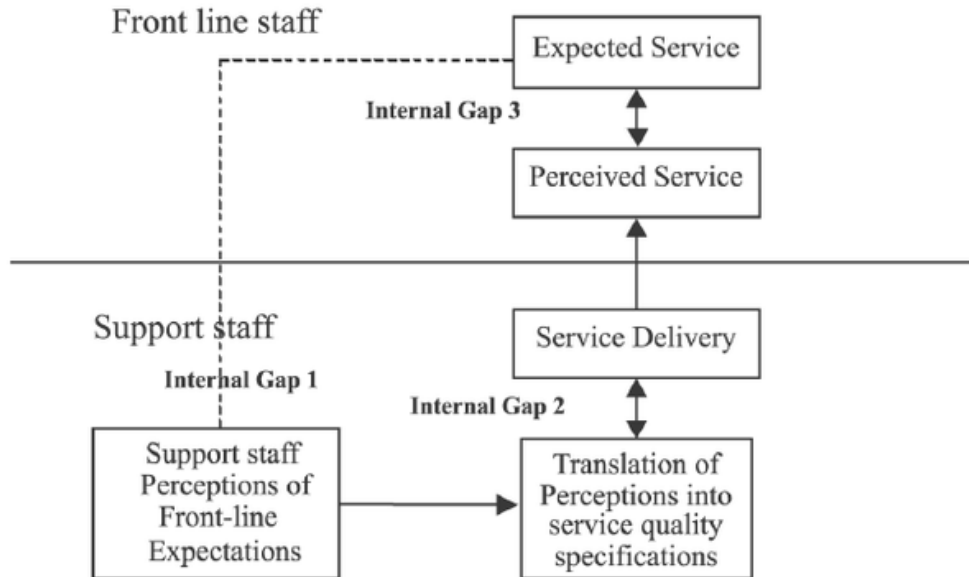 Front line staff
Expected Service
Internal Gap 3
Perceived Service
Support staff
Service Delivery
Internal Gap 1
Internal Gap 2
Support staff
Perceptions of
Front-line
Expectations
Translation of
Perceptions into
service quality
specifications